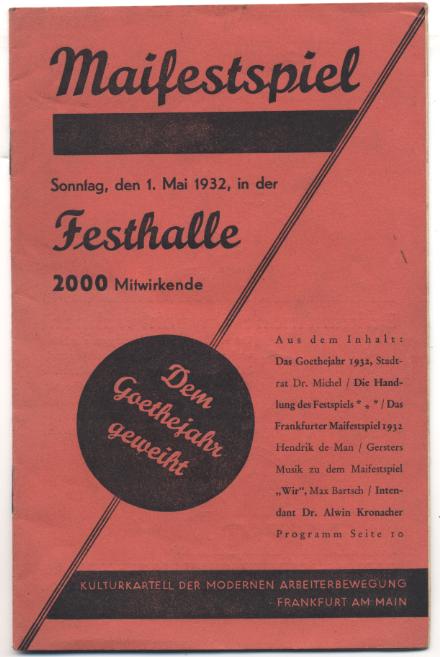 Maifestspiel
Sonntag, den 1. Mai 1932, in der
Festhalle
2000 Mitwirkende
Dem
Goethejahr
geweiht
Aus dem Inhalt:
Das Goethejahr 1932, Stadt-
rat Dr. Michel / Die Hand-
lung des Festspiels * * * / Das
Frankfurter Maifestspiel 1932
Hendrik de Man / Gersters
Musik zu dem Maifestspiel
„Wir“, Max Bartsch / Inten-
dant Dr. Alwin Kronacher
Programm Seite 10
KULTURKARTELL DER MODERNEN ARBEITERBEWEGUNG
FRANKFURT AM MAIN